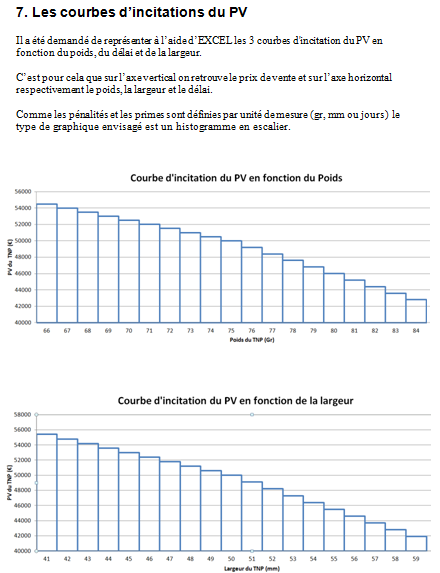 7. Les courbes d'incitations du PV
Il a été demandé de représenter à l'aide d'EXCEL les 3 courbes d'incitation du PV en
fonction du poids, du délai et de la largeur.
C'est pour cela que sur l'axe vertical on retrouve le prix de vente et sur l'axe horizontal
respectivement le poids, la largeur et le délai.
Comme les pénalités et les primes sont définies par unité de mesure (gr, mm ou jours) le
type de graphique envisagé est un histogramme en escalier.
Courbe d'incitation du PV en fonction du Poids
56000
54000
52000
50000
48000
46000
44000
42000
40000
PV du TNP (€)
66 67 68 69 70 71 72 73 74 75 76 77 78 79 80 81 82 83 84
Poids du TNP (Gr)
Courbe d'incitation du PV en fonction de la largeur
58000
56000
54000
52000
50000
48000
46000
44000
42000
40000
PV du TNP (€)
41 42 43 44 45 46 47 48 49 50 51 52 53 54 55 56 57 58 59
Largeur du TNP (mm)